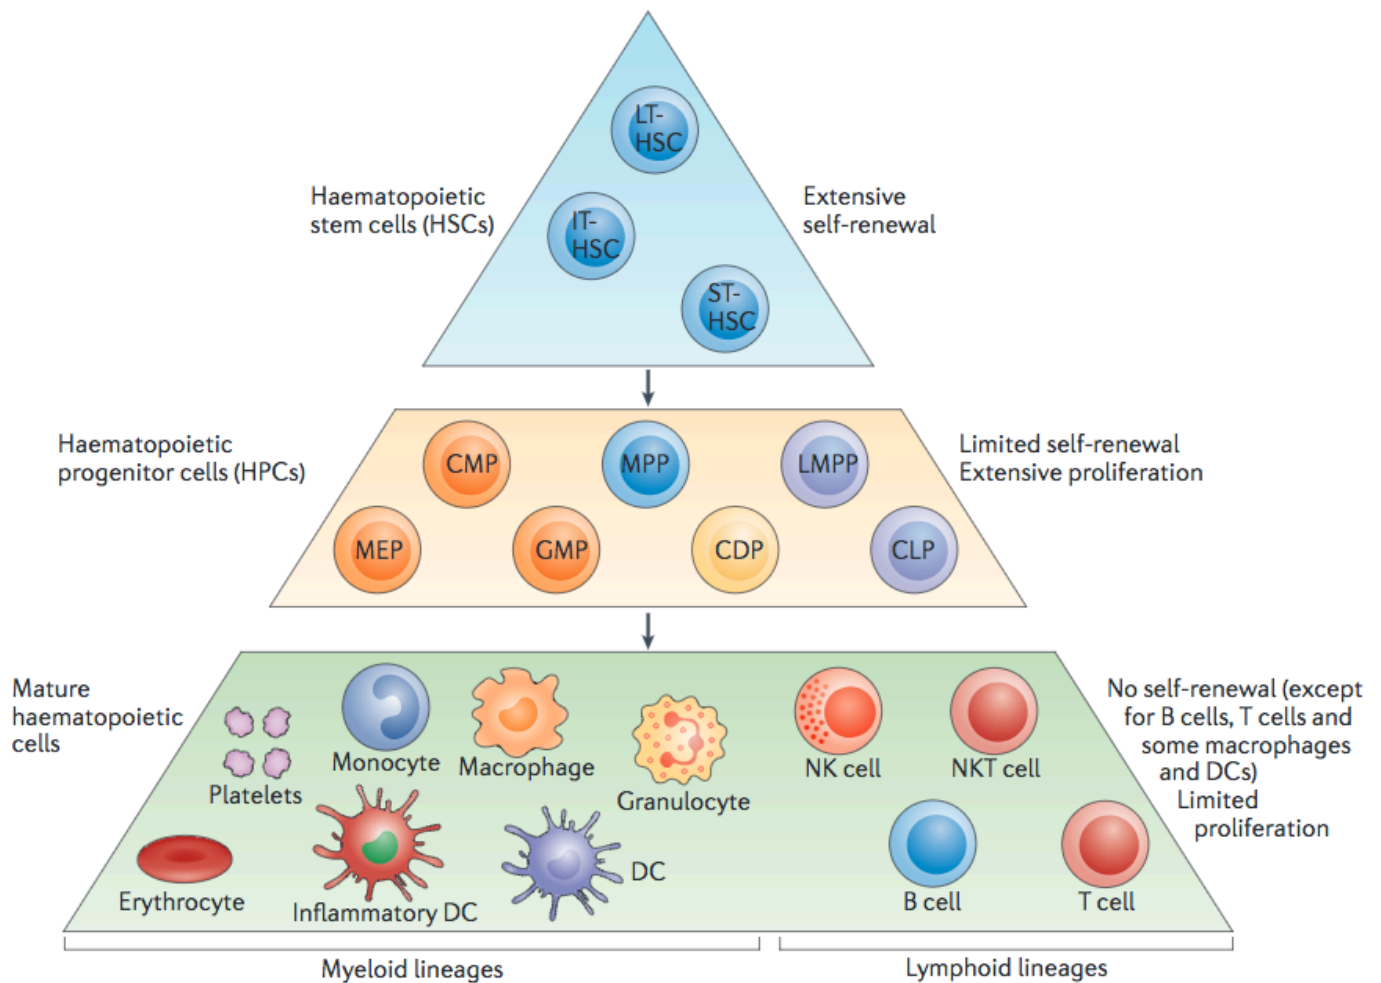 LT-
HSC
Haematopoietic
stem cells (HSCs)
Extensive
self-renewal
IT-
HSC
ST-
HSC
Haematopoietic
progenitor cells (HPCs)
CMP
MPP
LMPP
Limited self-renewal
Extensive proliferation
MEP
GMP
CDP
CLP
Mature
haematopoietic
cells
Platelets
Monocyte
Macrophage
Granulocyte
NK cell
NKT cell
No self-renewal (except
for B cells, T cells and
some macrophages
and DCs)
Limited
proliferation
Erythrocyte
Inflammatory DC
DC
B cell
T cell
Myeloid lineages
Lymphoid lineages